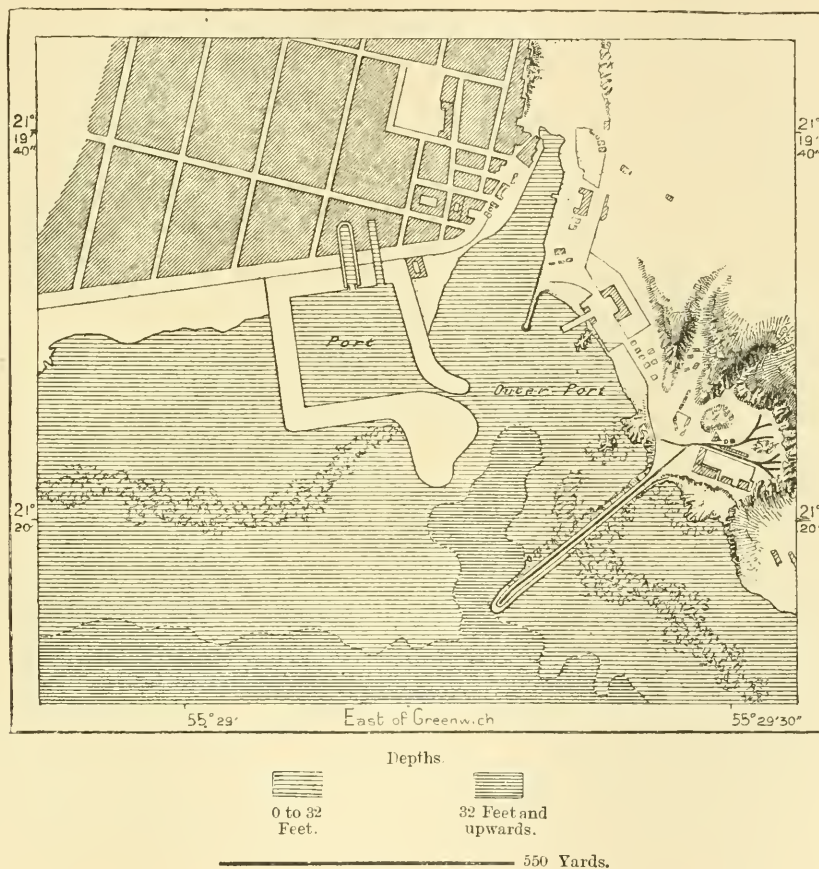 21°
19'
40"
21°
19'
40"
Port
Outer-Port
21°
20'
21°
20'
55°29'
East of Greenwich
55°29'30"
Depths.
0 to 32
Feet.
32 Feet and
upwards.
550 Yards.